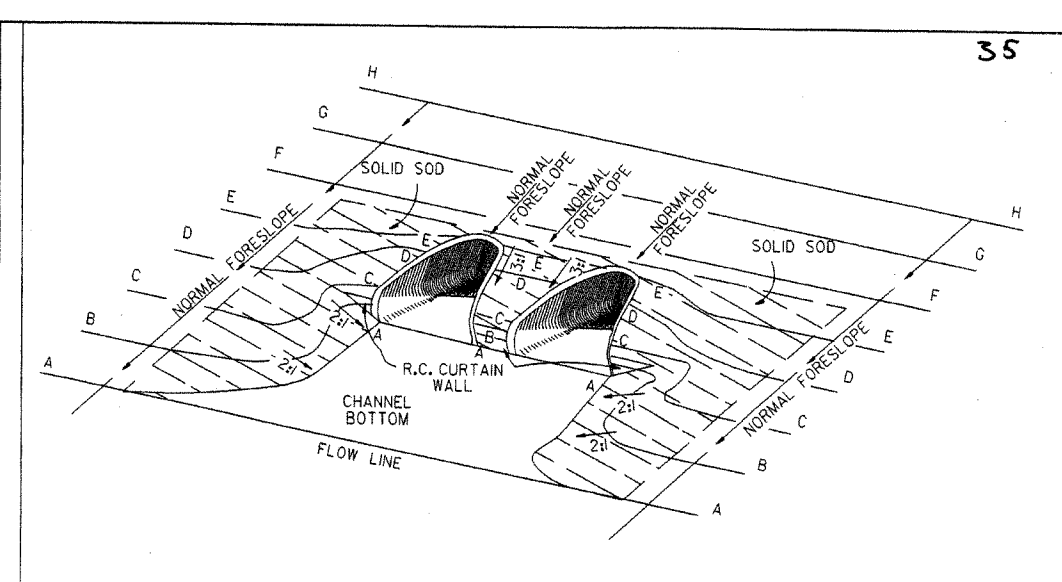 35
H
G
F
E
D
C
B
A
SOLID SOD
NORMAL FORESLOPE
NORMAL
FORESLOPE
NORMAL
FORESLOPE
NORMAL
FORESLOPE
H
G
F
E
D
C
B
A
SOLID SOD
NORMAL FORESLOPE
E
D
C
3:1
E
D
3:1
E
D
C
C
B
2:1
2:1
A
A
A
2:1
2:1
R.C. CURTAIN
WALL
CHANNEL
BOTTOM
FLOW LINE